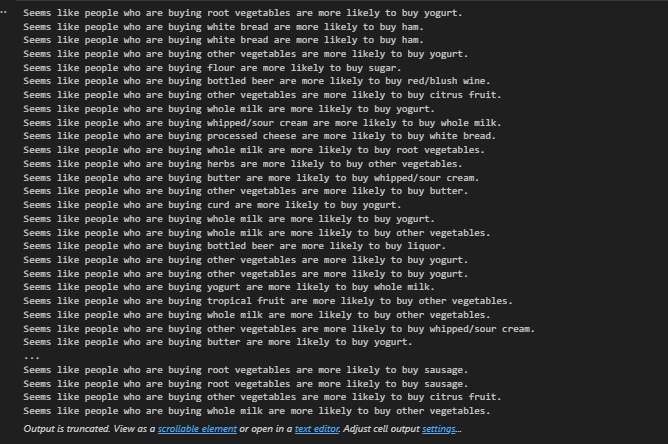 Seems like people who are buying root vegetables are more likely to buy yogurt.
Seems like people who are buying white bread are more likely to buy ham.
Seems like people who are buying white bread are more likely to buy ham.
Seems like people who are buying other vegetables are more likely to buy yogurt.
Seems like people who are buying flour are more likely to buy sugar.
Seems like people who are buying bottled beer are more likely to buy red/blush wine.
Seems like people who are buying other vegetables are more likely to buy citrus fruit.
Seems like people who are buying whole milk are more likely to buy yogurt.
Seems like people who are buying whipped/sour cream are more likely to buy whole milk.
Seems like people who are buying processed cheese are more likely to buy white bread.
Seems like people who are buying whole milk are more likely to buy root vegetables.
Seems like people who are buying herbs are more likely to buy other vegetables.
Seems like people who are buying butter are more likely to buy whipped/sour cream.
Seems like people who are buying other vegetables are more likely to buy butter.
Seems like people who are buying curd are more likely to buy yogurt.
Seems like people who are buying whole milk are more likely to buy yogurt.
Seems like people who are buying whole milk are more likely to buy other vegetables.
Seems like people who are buying bottled beer are more likely to buy liquor.
Seems like people who are buying other vegetables are more likely to buy yogurt.
Seems like people who are buying other vegetables are more likely to buy yogurt.
Seems like people who are buying yogurt are more likely to buy whole milk.
Seems like people who are buying tropical fruit are more likely to buy other vegetables.
Seems like people who are buying whole milk are more likely to buy other vegetables.
Seems like people who are buying other vegetables are more likely to buy whipped/sour cream.
Seems like people who are buying butter are more likely to buy yogurt.
...
Seems like people who are buying root vegetables are more likely to buy sausage.
Seems like people who are buying root vegetables are more likely to buy sausage.
Seems like people who are buying other vegetables are more likely to buy citrus fruit.
Seems like people who are buying whole milk are more likely to buy other vegetables.
Output is truncated. View as a scrollable element or open in a text editor. Adjust cell output settings...